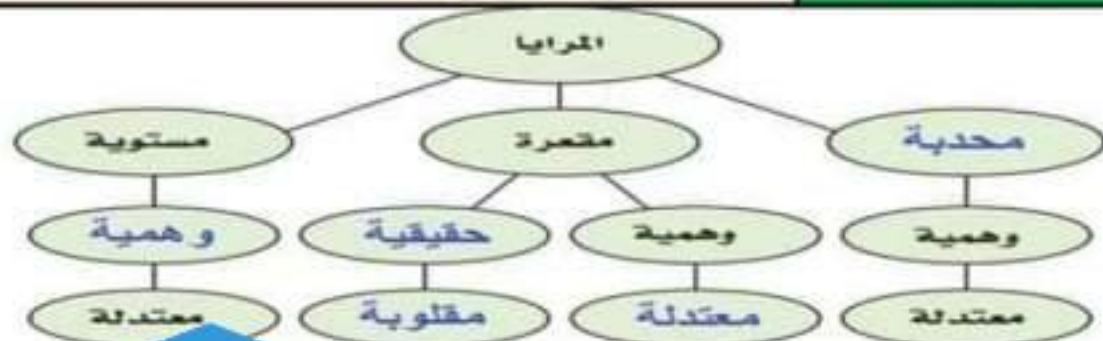 المرايا
محدبة مقعرة مستوية
وهمية وهمية حقيقية وهمية
معتدلة معتدلة مقلوبة معتدلة